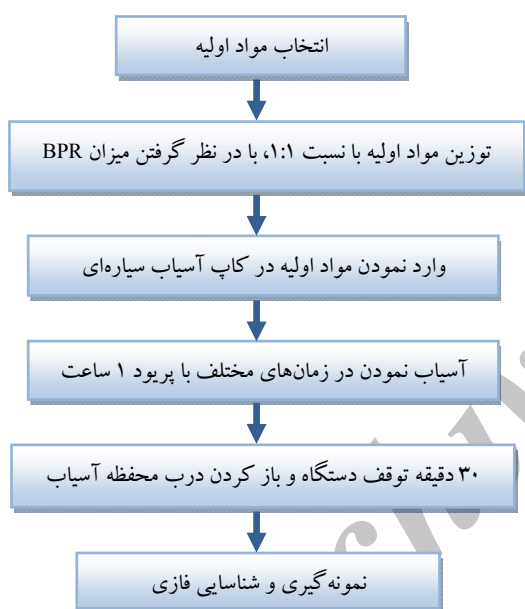 انتخاب مواد اولیه
توزین مواد اولیه با نسبت ۱:۱، با در نظر گرفتن میزان BPR
وارد نمودن مواد اولیه در کاپ آسیاب سیاره‌ای
آسیاب نمودن در زمان‌های مختلف با پریود ۱ ساعت
۳۰ دقیقه توقف دستگاه و باز کردن درب محفظه آسیاب
نمونه‌گیری و شناسایی فازی